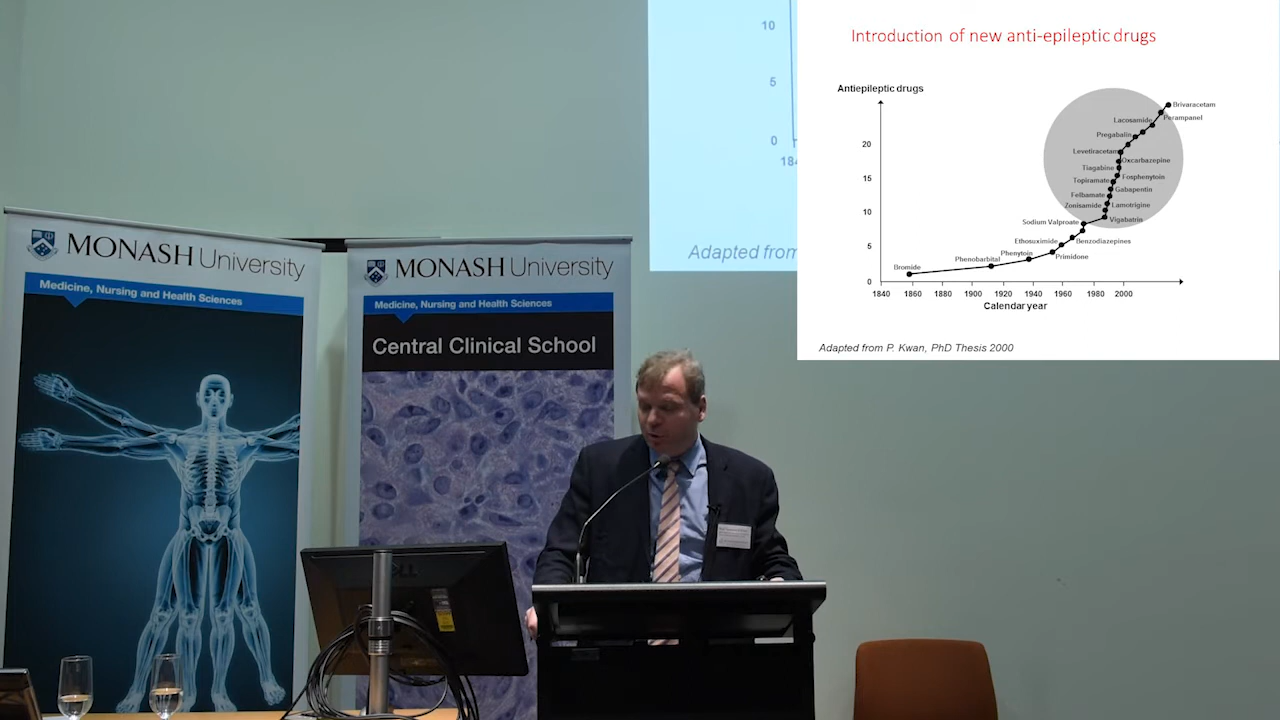 MONASH University
Medicine, Nursing and Health Sciences
MONASH University
Medicine, Nursing and Health Sciences
Central Clinical School
DELL
10
5
0
184
Adapted from
Introduction of new anti-epileptic drugs
Antiepileptic drugs
Brivaracetam
Lacosamide
Perampanel
Pregabalin
20
Levetiracetam
Oxcarbazepine
Tiagabine
15
Fosphenytoin
Topiramate
Gabapentin
Felbamate
Zonisamide
Lamotrigine
10
Vigabatrin
Sodium Valproate
Ethosuximide
Benzodiazepines
5
Phenytoin
Primidone
Phenobarbital
Bromide
0
1840 1860 1880 1900 1920 1940 1960 1980 2000
Calendar year
Adapted from P. Kwan, PhD Thesis 2000